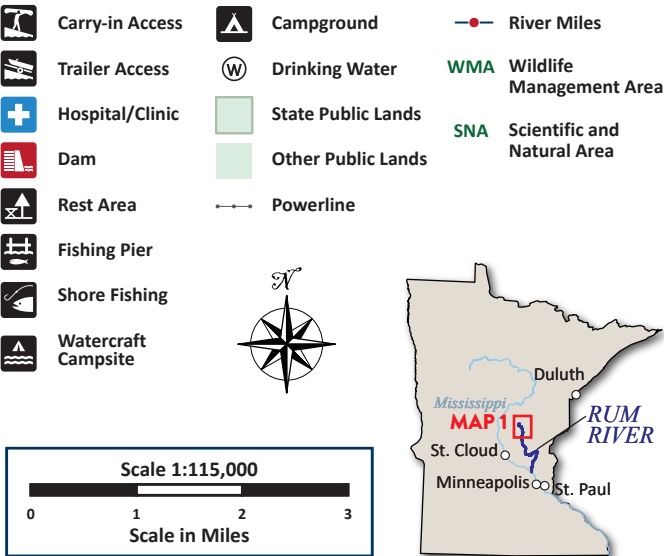 Carry-in Access
Trailer Access
Hospital/Clinic
Dam
Rest Area
Fishing Pier
Shore Fishing
Watercraft
Campsite
Campground
W Drinking Water
State Public Lands
Other Public Lands
Powerline
River Miles
WMA Wildlife
Management Area
SNA Scientific and
Natural Area
N
Scale 1:115,000
0 1 2 3
Scale in Miles
Duluth
Mississippi
MAP 1
RUM
RIVER
St. Cloud
Minneapolis
St. Paul